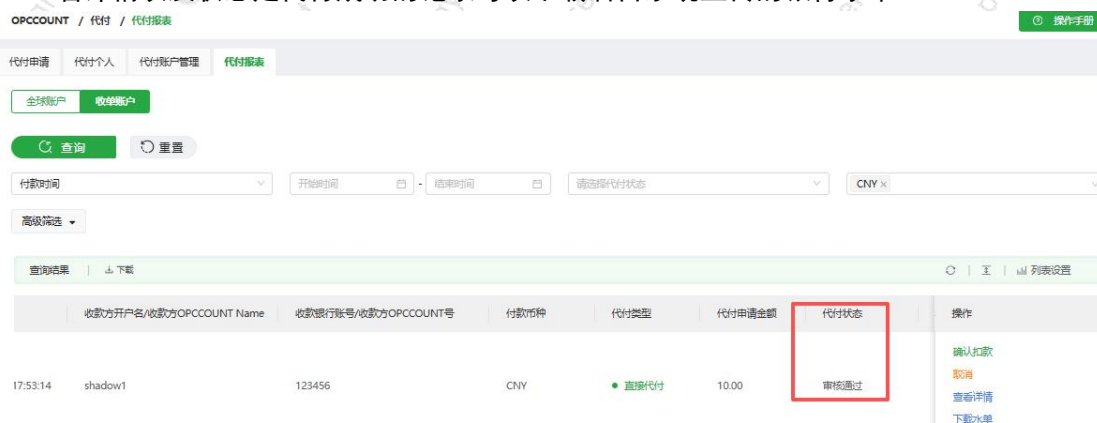 OPCCOUNT / 代付 / 代付报表
操作手册
代付申请 代付个人 代付账户管理 代付报表
全球账户 收单账户
查询 重置
付款时间 开始时间 - 结束时间 请选择代付状态 CNY ×
高级筛选
查询结果 | 下载 列表设置
收款方开户名/收款方OPCCOUNT Name 收款银行账号/收款方OPCCOUNT号 付款币种 代付类型 代付申请金额 代付状态 操作
17:53:14 shadow1 123456 CNY 直接代付 10.00 审核通过 确认扣款
取消
查看详情
下载水单